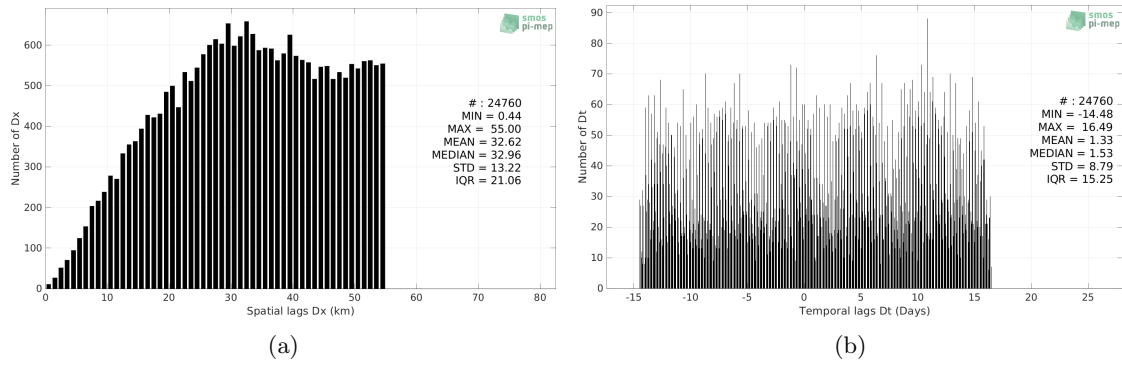 smos
pi-mep
600
500
400
300
200
100
0
Number of Dx
# : 24760
MIN = 0.44
MAX = 55.00
MEAN = 32.62
MEDIAN = 32.96
STD = 13.22
IQR = 21.06
0 10 20 30 40 50 60 70 80
Spatial lags Dx (km)
(a)
smos
pi-mep
90
80
70
60
50
40
30
20
10
0
Number of Dt
# : 24760
MIN = -14.48
MAX = 16.49
MEAN = 1.33
MEDIAN = 1.53
STD = 8.79
IQR = 15.25
-15 -10 -5 0 5 10 15 20 25
Temporal lags Dt (Days)
(b)